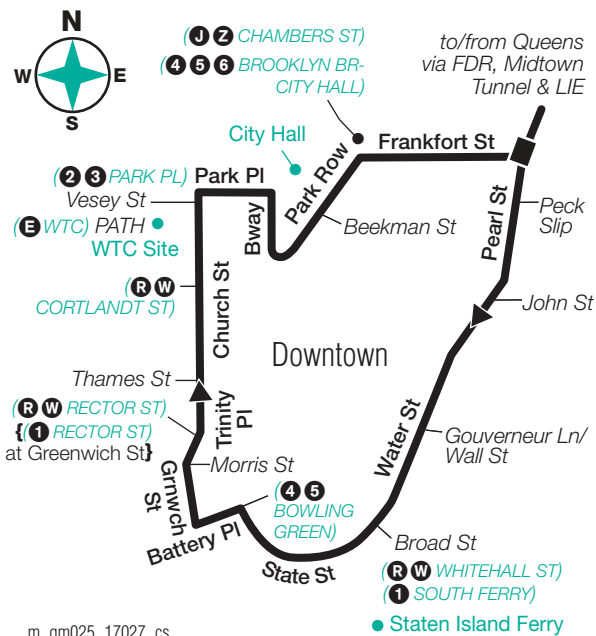 N
W E
S
(J Z CHAMBERS ST)
(4 5 6 BROOKLYN BR-
CITY HALL)
to/from Queens
via FDR, Midtown
Tunnel & LIE
City Hall
Frankfort St
Park Row
(2 3 PARK PL)
Park Pl
Vesey St
(E WTC) PATH
WTC Site
Bway
Beekman St
Pearl St
Peck
Slip
(R W
CORTLANDT ST)
Church St
John St
Downtown
Thames St
(R W RECTOR ST)
{(1 RECTOR ST)
at Greenwich St}
Trinity
Pl
Water St
Gouverneur Ln/
Wall St
Morris St
Grnwch
St
(4 5
BOWLING
GREEN)
Battery Pl
State St
Broad St
(R W WHITEHALL ST)
(1 SOUTH FERRY)
Staten Island Ferry
m_qm025_17027_cs